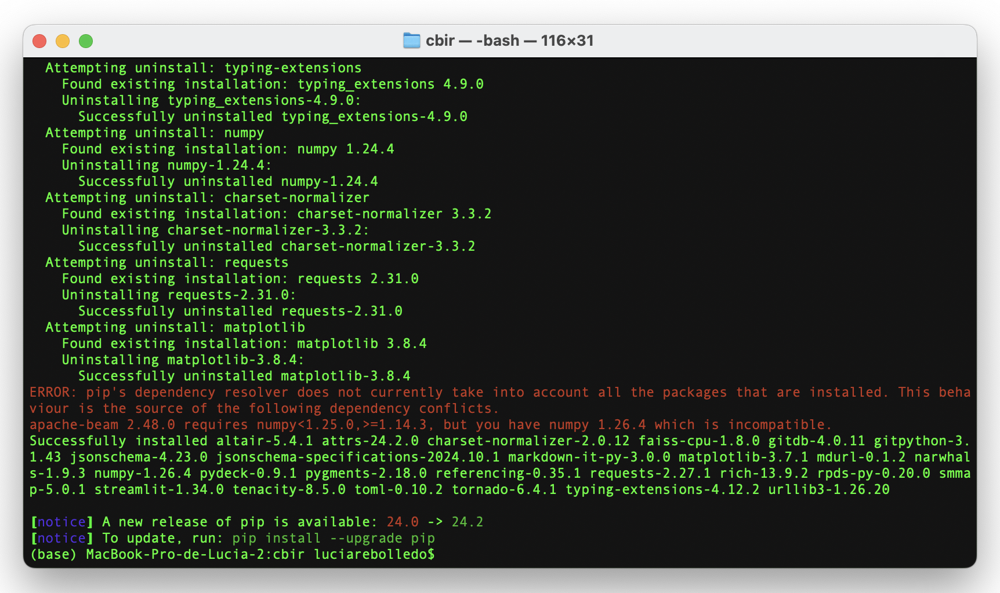 cbir — -bash — 116×31
Attempting uninstall: typing-extensions
Found existing installation: typing_extensions 4.9.0
Uninstalling typing_extensions-4.9.0:
Successfully uninstalled typing_extensions-4.9.0
Attempting uninstall: numpy
Found existing installation: numpy 1.24.4
Uninstalling numpy-1.24.4:
Successfully uninstalled numpy-1.24.4
Attempting uninstall: charset-normalizer
Found existing installation: charset-normalizer 3.3.2
Uninstalling charset-normalizer-3.3.2:
Successfully uninstalled charset-normalizer-3.3.2
Attempting uninstall: requests
Found existing installation: requests 2.31.0
Uninstalling requests-2.31.0:
Successfully uninstalled requests-2.31.0
Attempting uninstall: matplotlib
Found existing installation: matplotlib 3.8.4
Uninstalling matplotlib-3.8.4:
Successfully uninstalled matplotlib-3.8.4
ERROR: pip's dependency resolver does not currently take into account all the packages that are installed. This beha
viour is the source of the following dependency conflicts.
apache-beam 2.48.0 requires numpy<1.25.0,>=1.14.3, but you have numpy 1.26.4 which is incompatible.
Successfully installed altair-5.4.1 attrs-24.2.0 charset-normalizer-2.0.12 faiss-cpu-1.8.0 gitdb-4.0.11 gitpython-3.
1.43 jsonschema-4.23.0 jsonschema-specifications-2024.10.1 markdown-it-py-3.0.0 matplotlib-3.7.1 mdurl-0.1.2 narwhal
s-1.9.3 numpy-1.26.4 pydeck-0.9.1 pygments-2.18.0 referencing-0.35.1 requests-2.27.1 rich-13.9.2 rpds-py-0.20.0 smma
p-5.0.1 streamlit-1.34.0 tenacity-8.5.0 toml-0.10.2 tornado-6.4.1 typing-extensions-4.12.2 urllib3-1.26.20
[notice] A new release of pip is available: 24.0 -> 24.2
[notice] To update, run: pip install --upgrade pip
(base) MacBook-Pro-de-Lucia-2:cbir luciarebolledo$